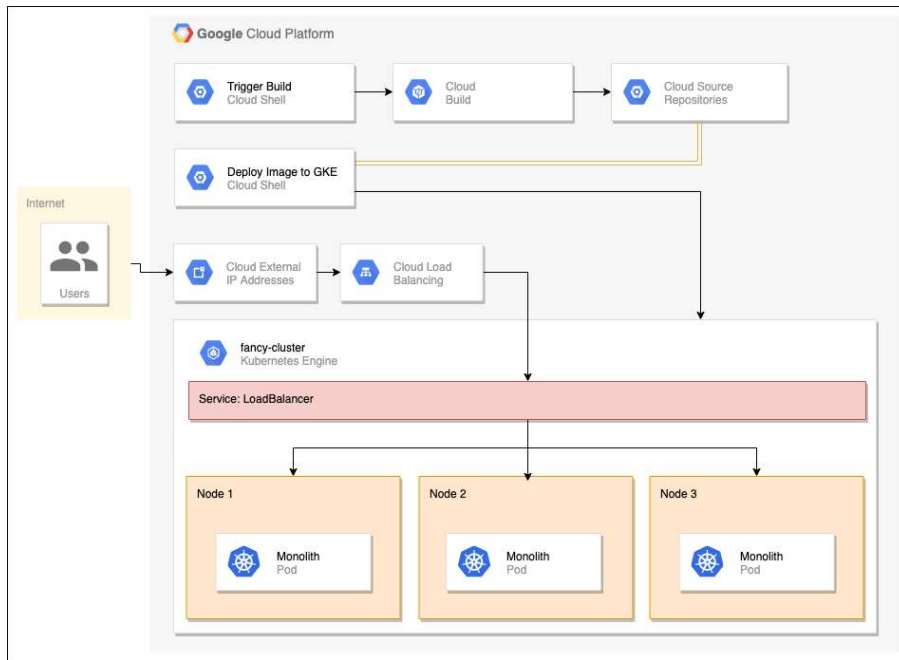 Google Cloud Platform
Trigger Build
Cloud Shell
Cloud
Build
Cloud Source
Repositories
Deploy Image to GKE
Cloud Shell
Internet
Users
Cloud External
IP Addresses
Cloud Load
Balancing
fancy-cluster
Kubernetes Engine
Service: LoadBalancer
Node 1
Monolith
Pod
Node 2
Monolith
Pod
Node 3
Monolith
Pod